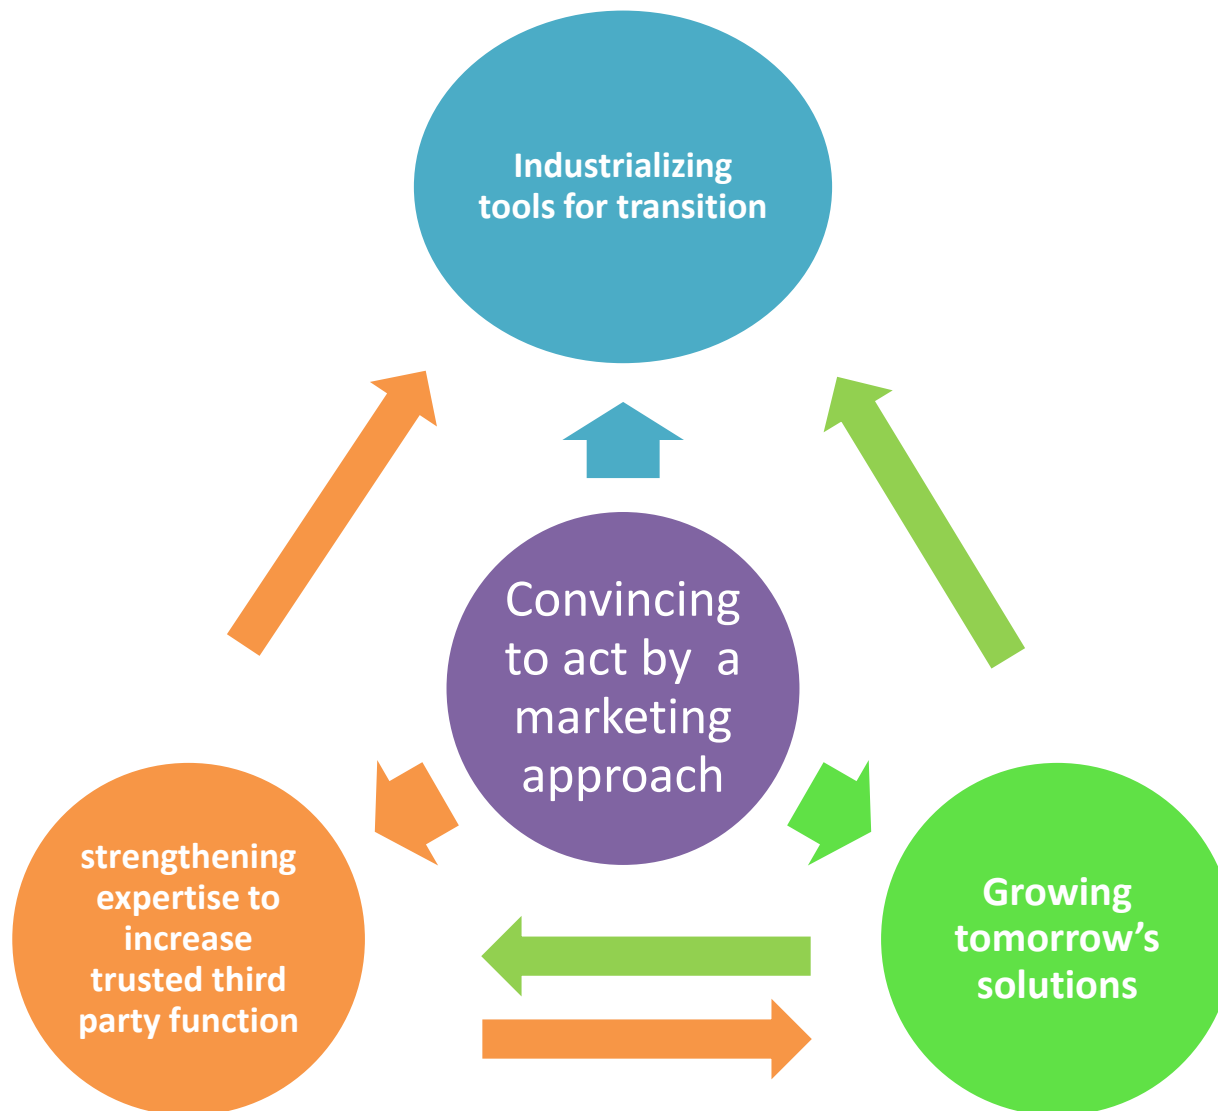 Industrializing
tools for transition
Convincing
to act by  a
marketing
approach
strengthening
expertise to
increase
trusted third
party function
Growing
tomorrow’s
solutions